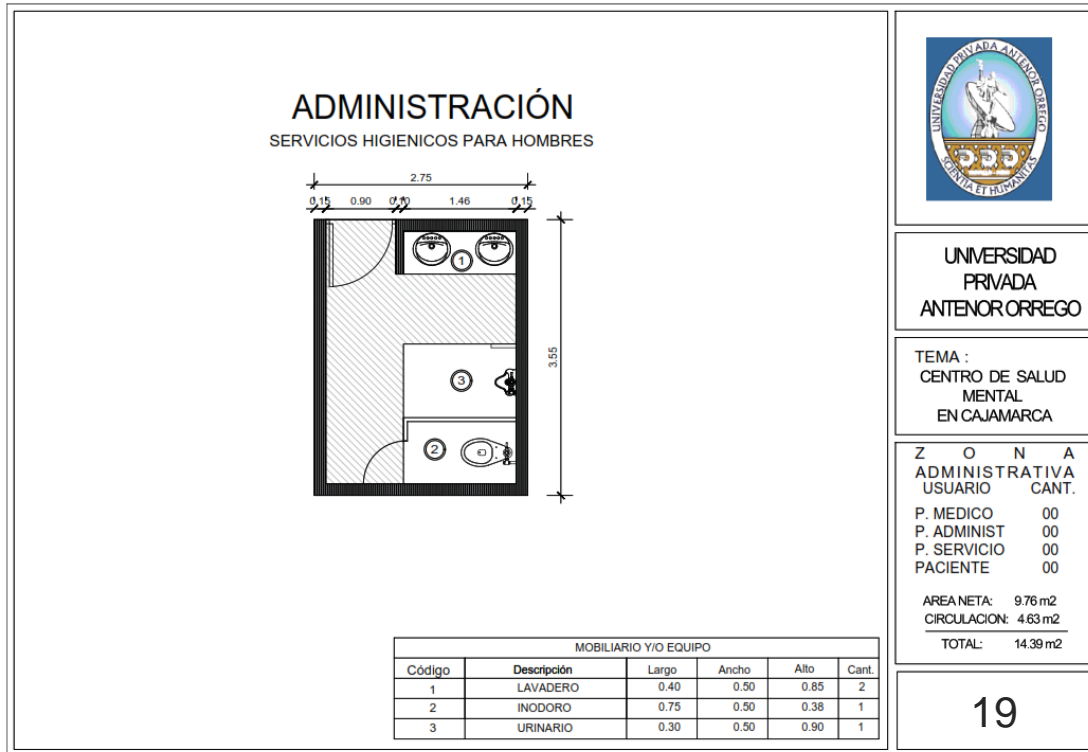 ADMINISTRACIÓN
SERVICIOS HIGIENICOS PARA HOMBRES
2.75
0.15 0.90 0.10 1.46 0.15
3.55
1
3
2
MOBILIARIO Y/O EQUIPO
Código Descripción Largo Ancho Alto Cant.
1 LAVADERO 0.40 0.50 0.85 2
2 INODORO 0.75 0.50 0.38 1
3 URINARIO 0.30 0.50 0.90 1
UNIVERSIDAD PRIVADA ANTENOR ORREGO
SCIENTIA ET HUMANITAS
UNIVERSIDAD
PRIVADA
ANTENOR ORREGO
TEMA :
CENTRO DE SALUD
MENTAL
EN CAJAMARCA
Z O N A
ADMINISTRATIVA
USUARIO CANT.
P. MEDICO 00
P. ADMINIST 00
P. SERVICIO 00
PACIENTE 00
AREA NETA: 9.76 m2
CIRCULACION: 4.63 m2
TOTAL: 14.39 m2
19